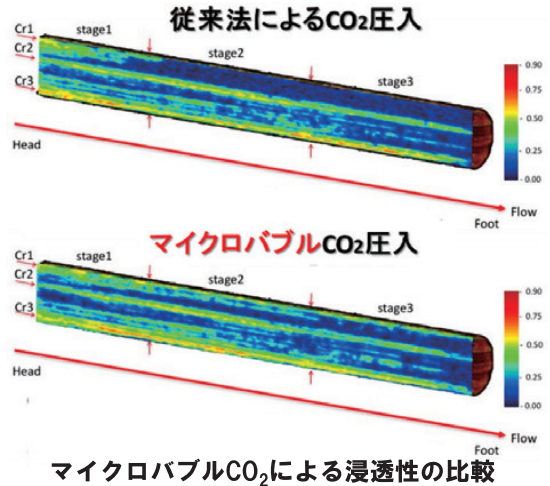 従来法によるCO₂圧入
Cr1
stage1
Cr2
stage2
Cr3
stage3
0.90
0.75
0.50
0.25
0.00
Head
Flow
Foot
マイクロバブルCO₂圧入
Cr1
stage1
Cr2
stage2
Cr3
stage3
0.90
0.75
0.50
0.25
0.00
Head
Flow
Foot
マイクロバブルCO₂による浸透性の比較